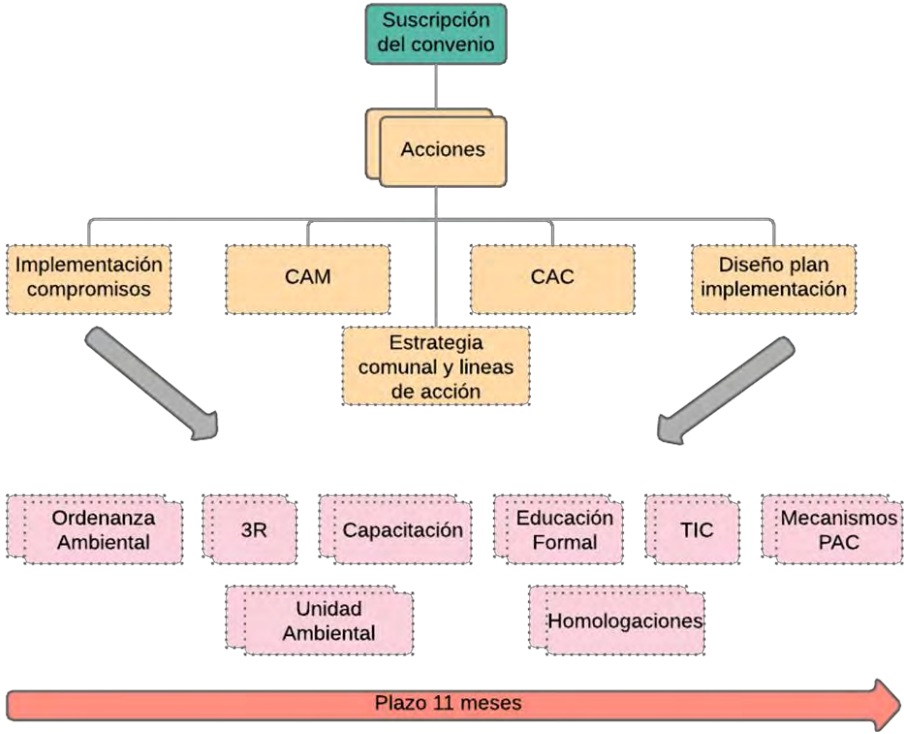 Suscripción
del convenio
Acciones
Implementación
compromisos
CAM
CAC
Diseño plan
implementación
Estrategia
comunal y lineas
de acción
Ordenanza
Ambiental
3R
Capacitación
Educación
Formal
TIC
Mecanismos
PAC
Unidad
Ambiental
Homologaciones
Plazo 11 meses